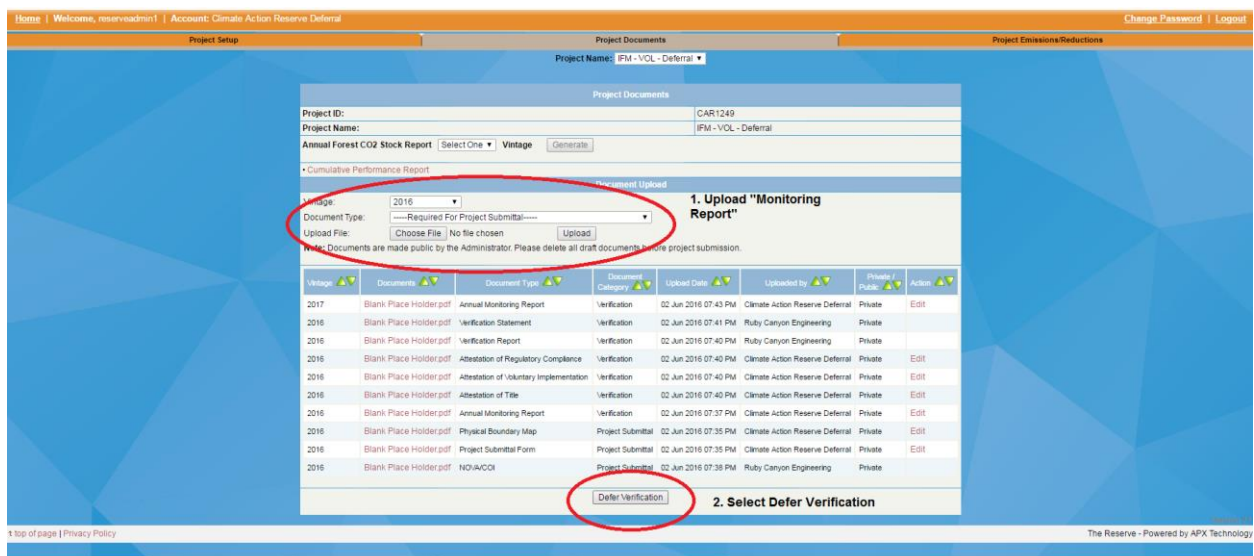 Home | Welcome, reserveadmin1 | Account: Climate Action Reserve Deferral Change Password | Logout
Project Setup Project Documents Project Emissions/Reductions
Project Name: IFM - VOL - Deferral
Project Documents
Project ID: CAR1249
Project Name: IFM - VOL - Deferral
Annual Forest CO2 Stock Report Select One Vintage Generate
• Cumulative Performance Report
Document Upload
Vintage: 2016
1. Upload "Monitoring
Report"
Document Type: -----Required For Project Submittal-----
Upload File: Choose File No file chosen Upload
Note: Documents are made public by the Administrator. Please delete all draft documents before project submission.
Vintage Documents Document Type Document Category Upload Date Uploaded by Private / Public Action
2017 Blank Place Holder.pdf Annual Monitoring Report Verification 02 Jun 2016 07:43 PM Climate Action Reserve Deferral Private Edit
2016 Blank Place Holder.pdf Verification Statement Verification 02 Jun 2016 07:41 PM Ruby Canyon Engineering Private
2016 Blank Place Holder.pdf Verification Report Verification 02 Jun 2016 07:40 PM Ruby Canyon Engineering Private
2016 Blank Place Holder.pdf Attestation of Regulatory Compliance Verification 02 Jun 2016 07:40 PM Climate Action Reserve Deferral Private Edit
2016 Blank Place Holder.pdf Attestation of Voluntary Implementation Verification 02 Jun 2016 07:40 PM Climate Action Reserve Deferral Private Edit
2016 Blank Place Holder.pdf Attestation of Title Verification 02 Jun 2016 07:40 PM Climate Action Reserve Deferral Private Edit
2016 Blank Place Holder.pdf Annual Monitoring Report Verification 02 Jun 2016 07:37 PM Climate Action Reserve Deferral Private Edit
2016 Blank Place Holder.pdf Physical Boundary Map Project Submittal 02 Jun 2016 07:35 PM Climate Action Reserve Deferral Private Edit
2016 Blank Place Holder.pdf Project Submittal Form Project Submittal 02 Jun 2016 07:35 PM Climate Action Reserve Deferral Private Edit
2016 Blank Place Holder.pdf NOVA/COI Project Submittal 02 Jun 2016 07:38 PM Ruby Canyon Engineering Private
Defer Verification 2. Select Defer Verification
t top of page | Privacy Policy The Reserve - Powered by APX Technology